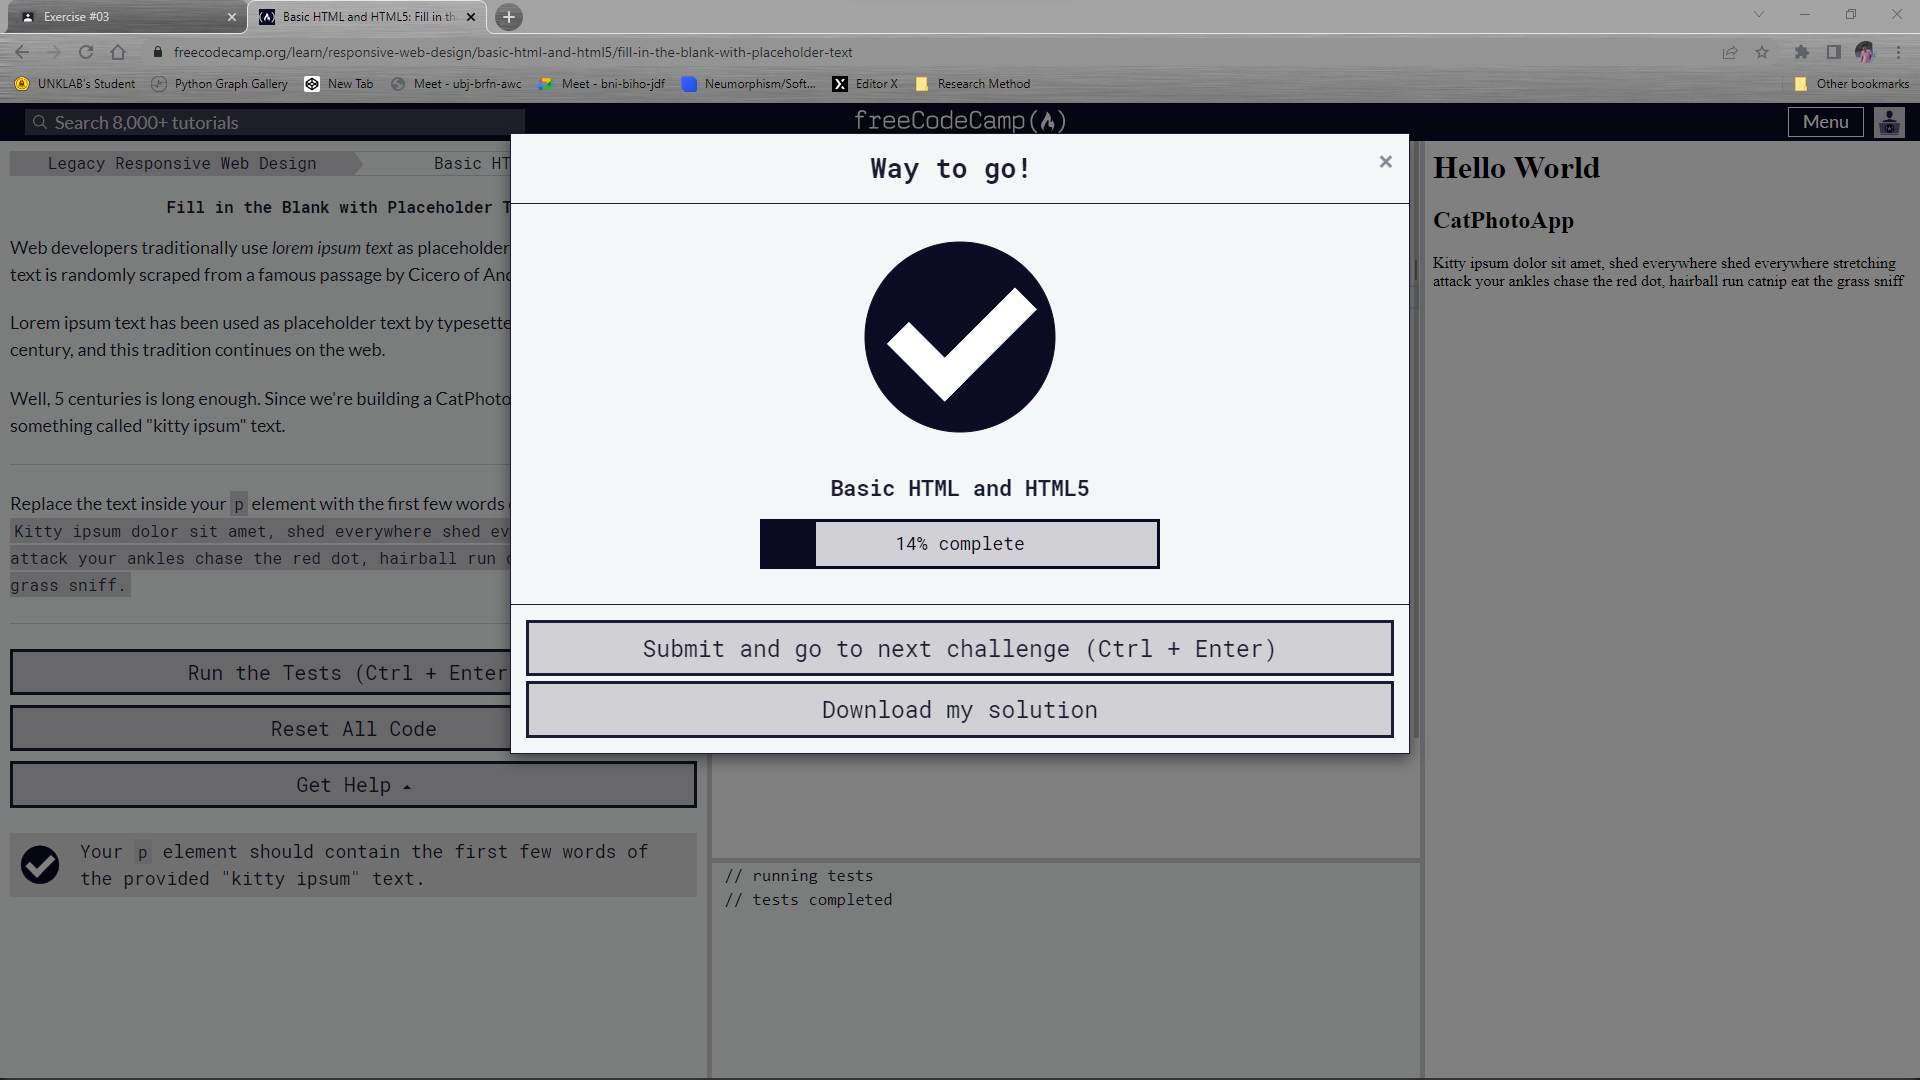 Exercise #03
Basic HTML and HTML5: Fill in th
freecodecamp.org/learn/responsive-web-design/basic-html-and-html5/fill-in-the-blank-with-placeholder-text
UNKLAB's Student
Python Graph Gallery
New Tab
Meet - ubj-brfn-awc
Meet - bni-biho-jdf
Neumorphism/Soft...
Editor X
Research Method
Other bookmarks
Search 8,000+ tutorials
freeCodeCamp
Menu
Legacy Responsive Web Design
Basic HT
Fill in the Blank with Placeholder T
Web developers traditionally use lorem ipsum text as placeholder
text is randomly scraped from a famous passage by Cicero of Anc
Lorem ipsum text has been used as placeholder text by typesette
century, and this tradition continues on the web.
Well, 5 centuries is long enough. Since we're building a CatPhoto
something called "kitty ipsum" text.
Replace the text inside your p element with the first few words
Kitty ipsum dolor sit amet, shed everywhere shed ev
attack your ankles chase the red dot, hairball run
grass sniff.
Run the Tests (Ctrl + Enter
Reset All Code
Get Help
Your p element should contain the first few words of
the provided "kitty ipsum" text.
Way to go!
×
Basic HTML and HTML5
14% complete
Submit and go to next challenge (Ctrl + Enter)
Download my solution
// running tests
// tests completed
Hello World
CatPhotoApp
Kitty ipsum dolor sit amet, shed everywhere shed everywhere stretching
attack your ankles chase the red dot, hairball run catnip eat the grass sniff